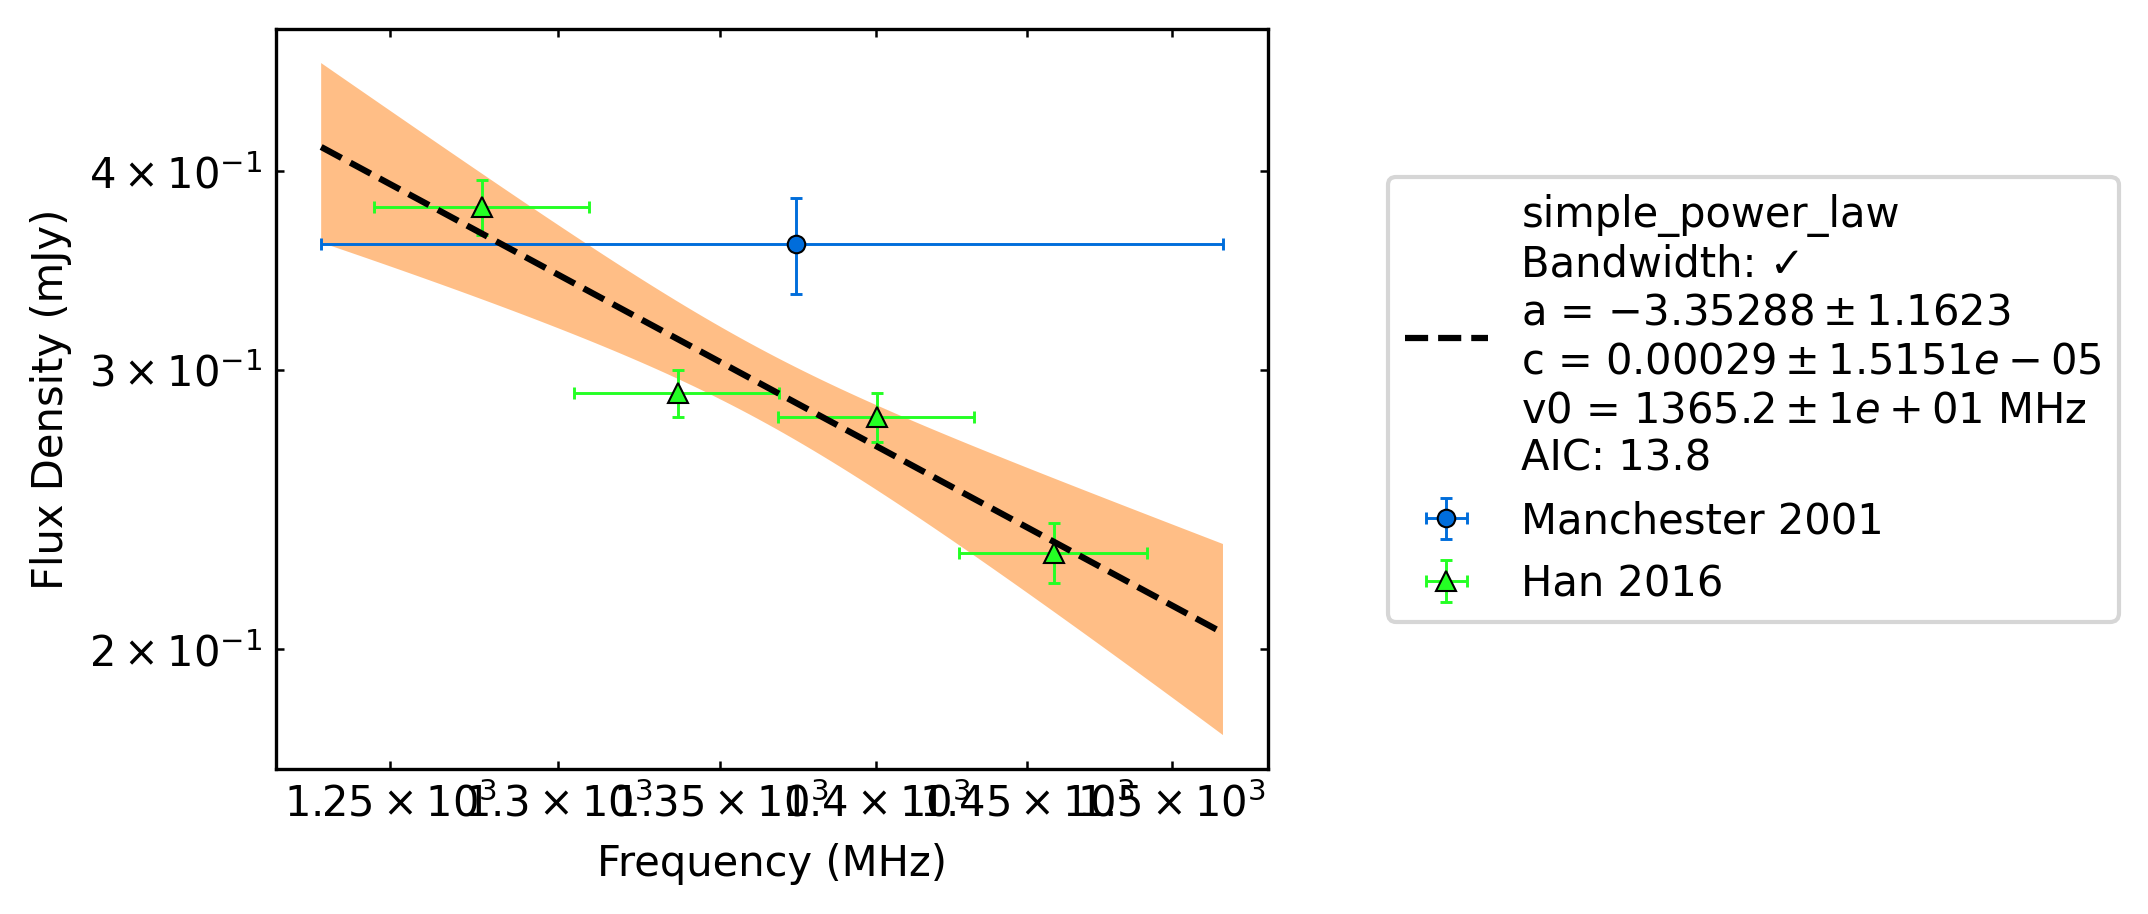 Flux Density (mJy)
4 × 10⁻¹
3 × 10⁻¹
2 × 10⁻¹
1.25 × 10³ 1.3 × 10³ 1.35 × 10³ 1.4 × 10³ 1.45 × 10³ 1.5 × 10³
Frequency (MHz)
simple_power_law
Bandwidth: ✓
a = −3.35288 ± 1.1623
c = 0.00029 ± 1.5151e − 05
v0 = 1365.2 ± 1e + 01 MHz
AIC: 13.8
Manchester 2001
Han 2016